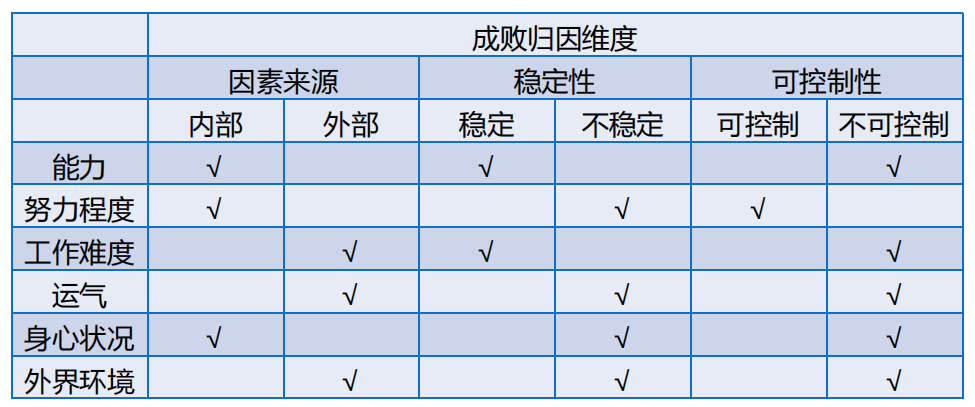 成败归因维度
因素来源 稳定性 可控制性
内部 外部 稳定 不稳定 可控制 不可控制
能力 √ √ √
努力程度 √ √ √
工作难度 √ √ √
运气 √ √ √
身心状况 √ √ √
外界环境 √ √ √